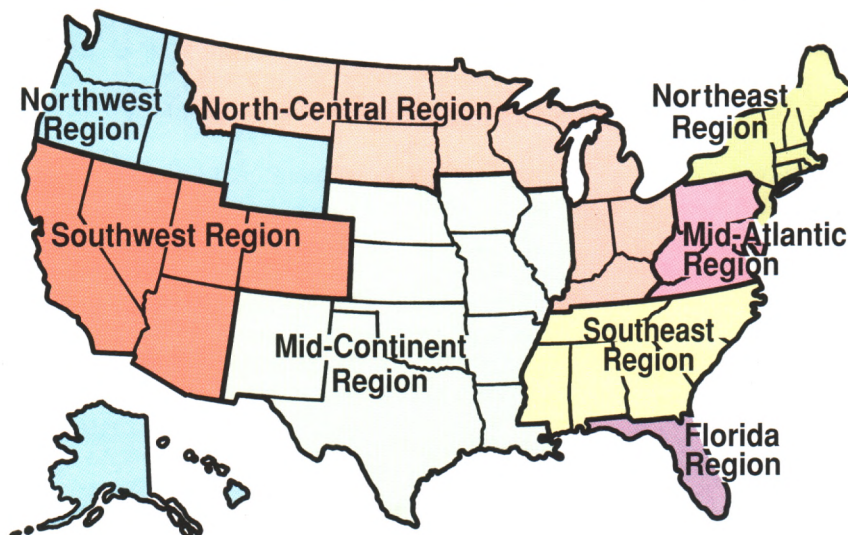 Northwest
Region
North-Central Region
Northeast
Region
Southwest Region
Mid-Atlantic
Region
Mid-Continent
Region
Southeast
Region
Florida
Region